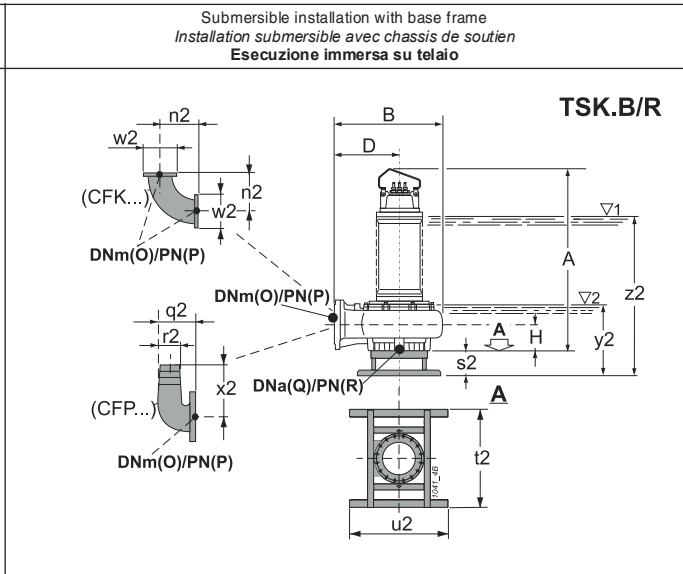 Submersible installation with base frame
Installation submersible avec chassis de soutien
Esecuzione immersa su telaio
TSK.B/R
n2
w2
n2
(CFK...)
w2
DNm(O)/PN(P)
B
D
DNm(O)/PN(P)
q2
r2
x2
(CFP...)
DNm(O)/PN(P)
▽1
A
z2
▽2
A
H
y2
s2
DNa(Q)/PN(R)
A
t2
1041_4B
u2